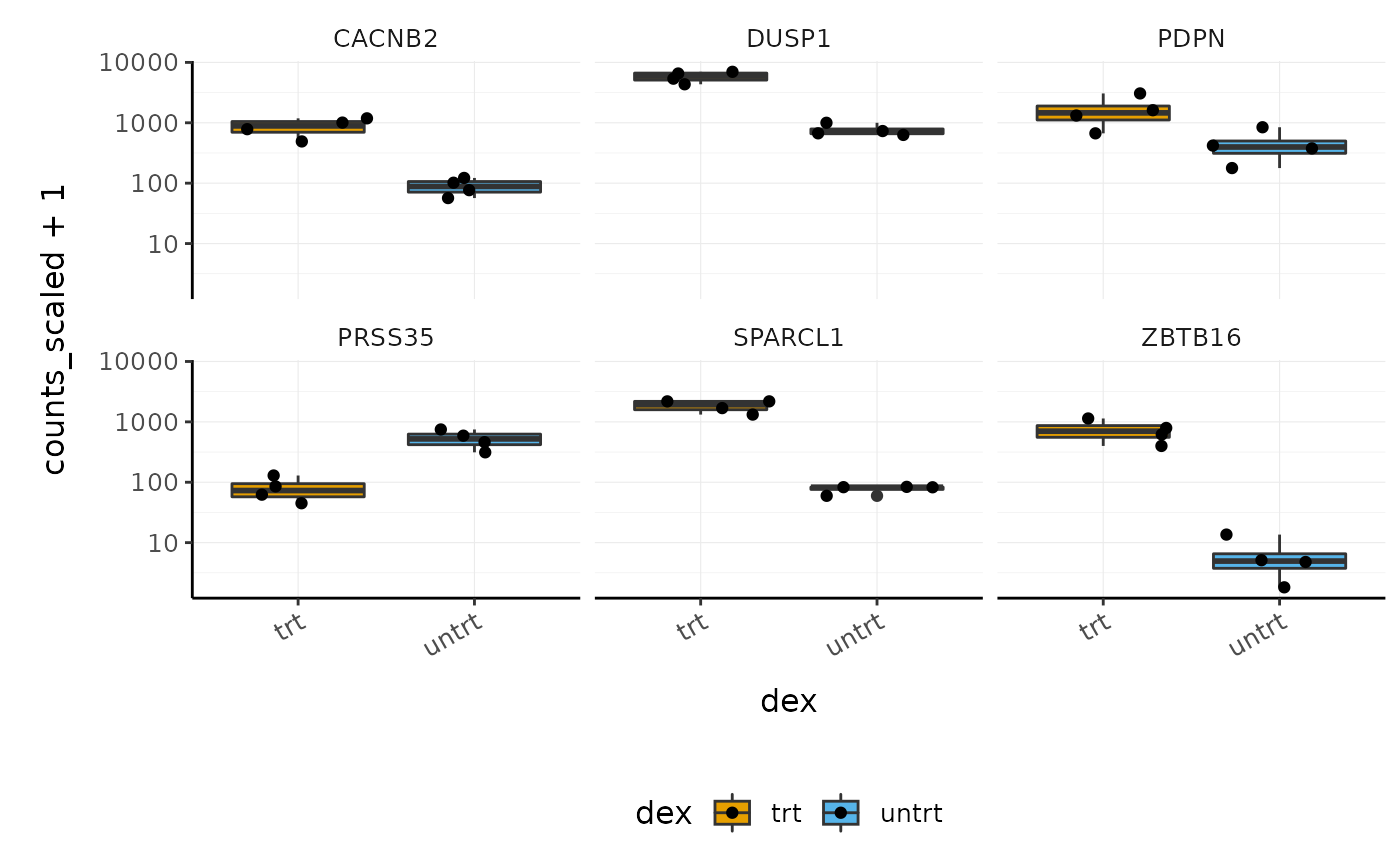 CACNB2 DUSP1 PDPN
10000
1000
100
10
PRSS35 SPARCL1 ZBTB16
10000
1000
100
10
counts_scaled + 1
trt untrt trt untrt trt untrt
dex
dex trt untrt